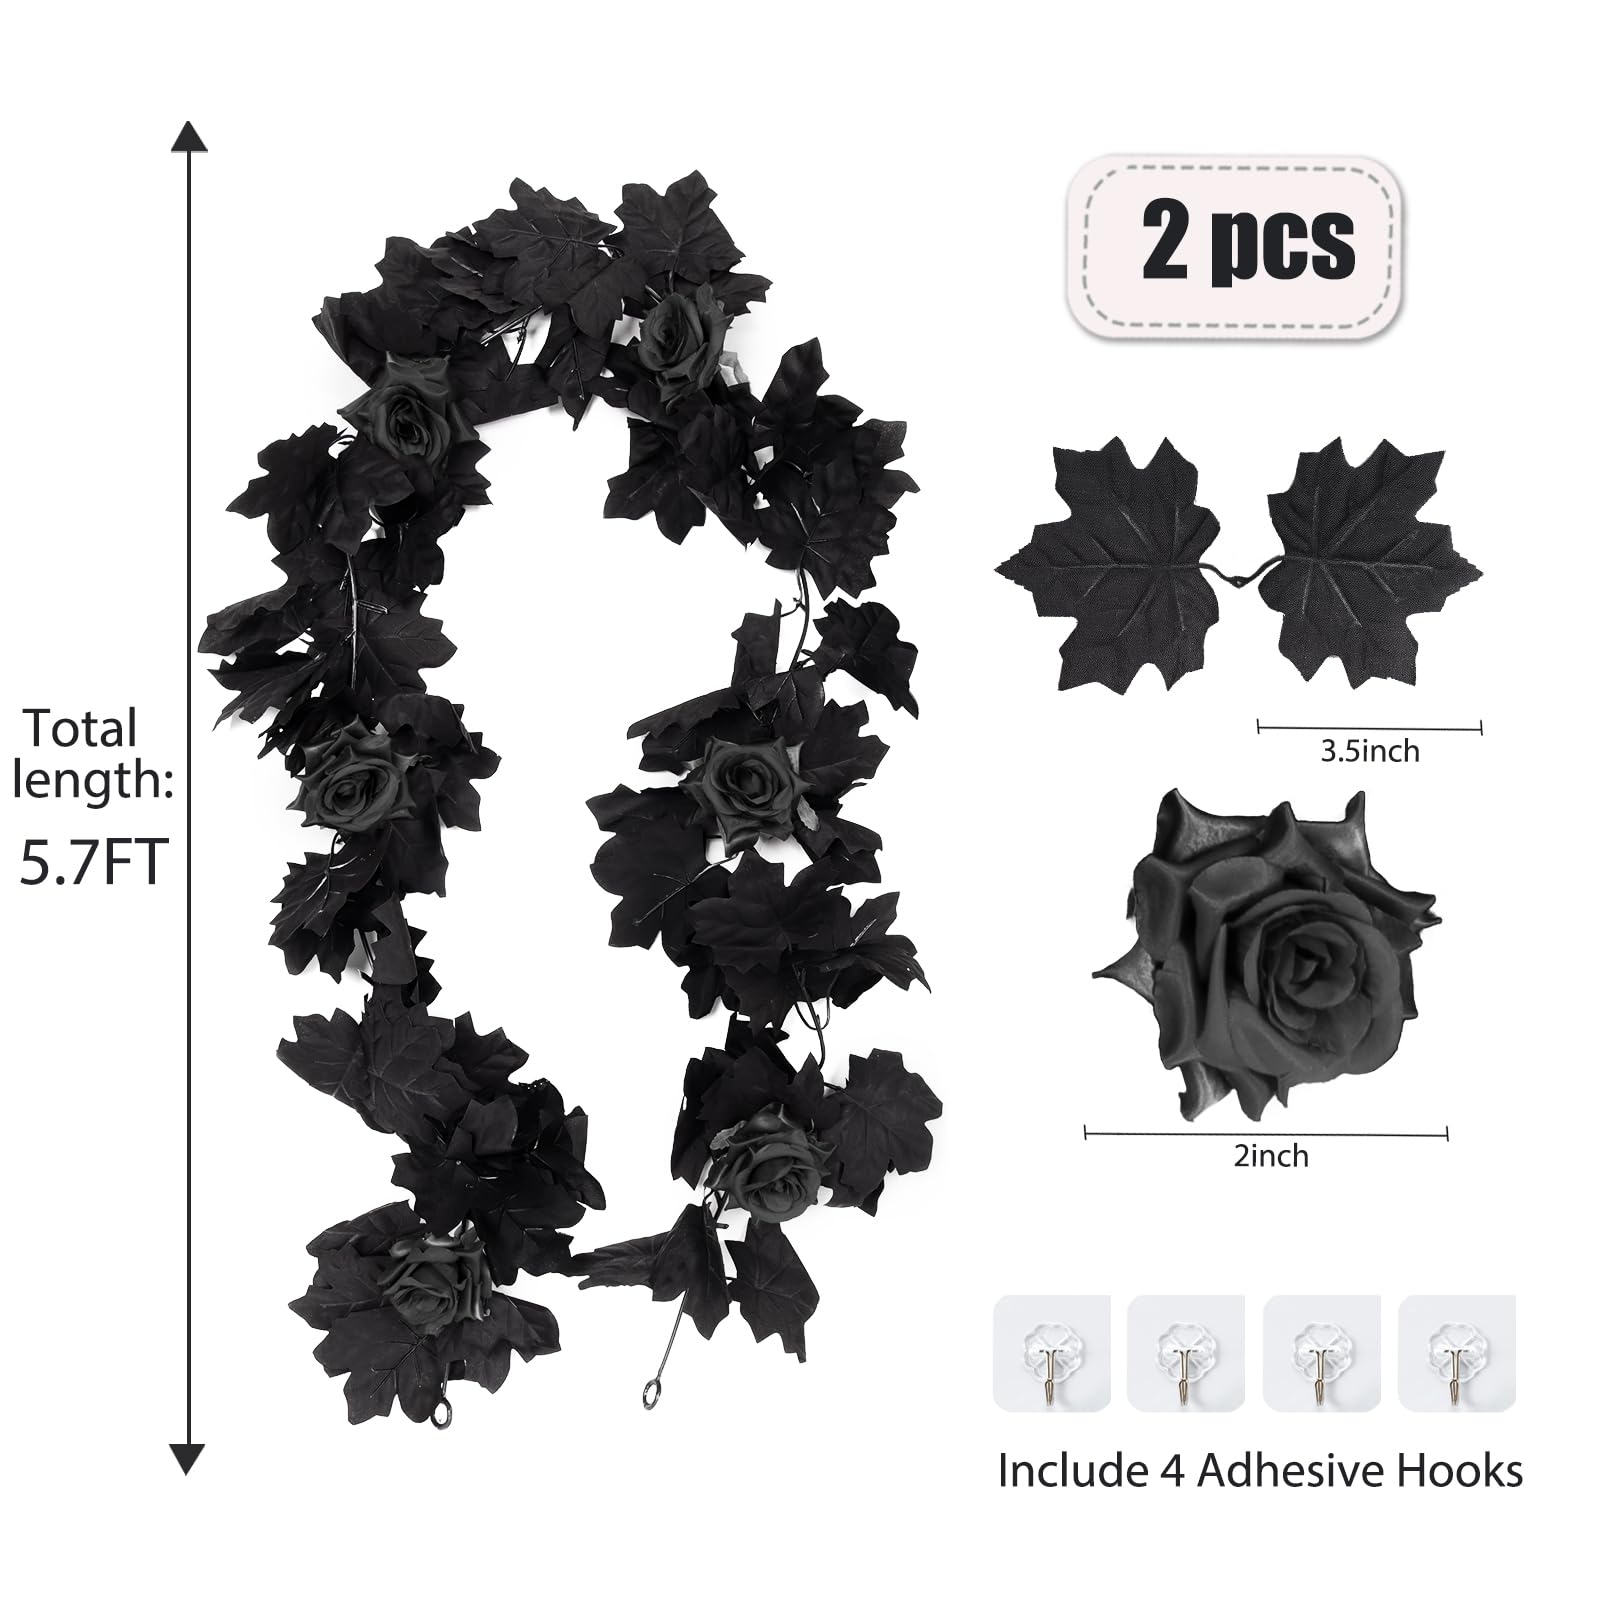 2 pcs
Total
length:
5.7FT
3.5inch
2inch
Include 4 Adhesive Hooks